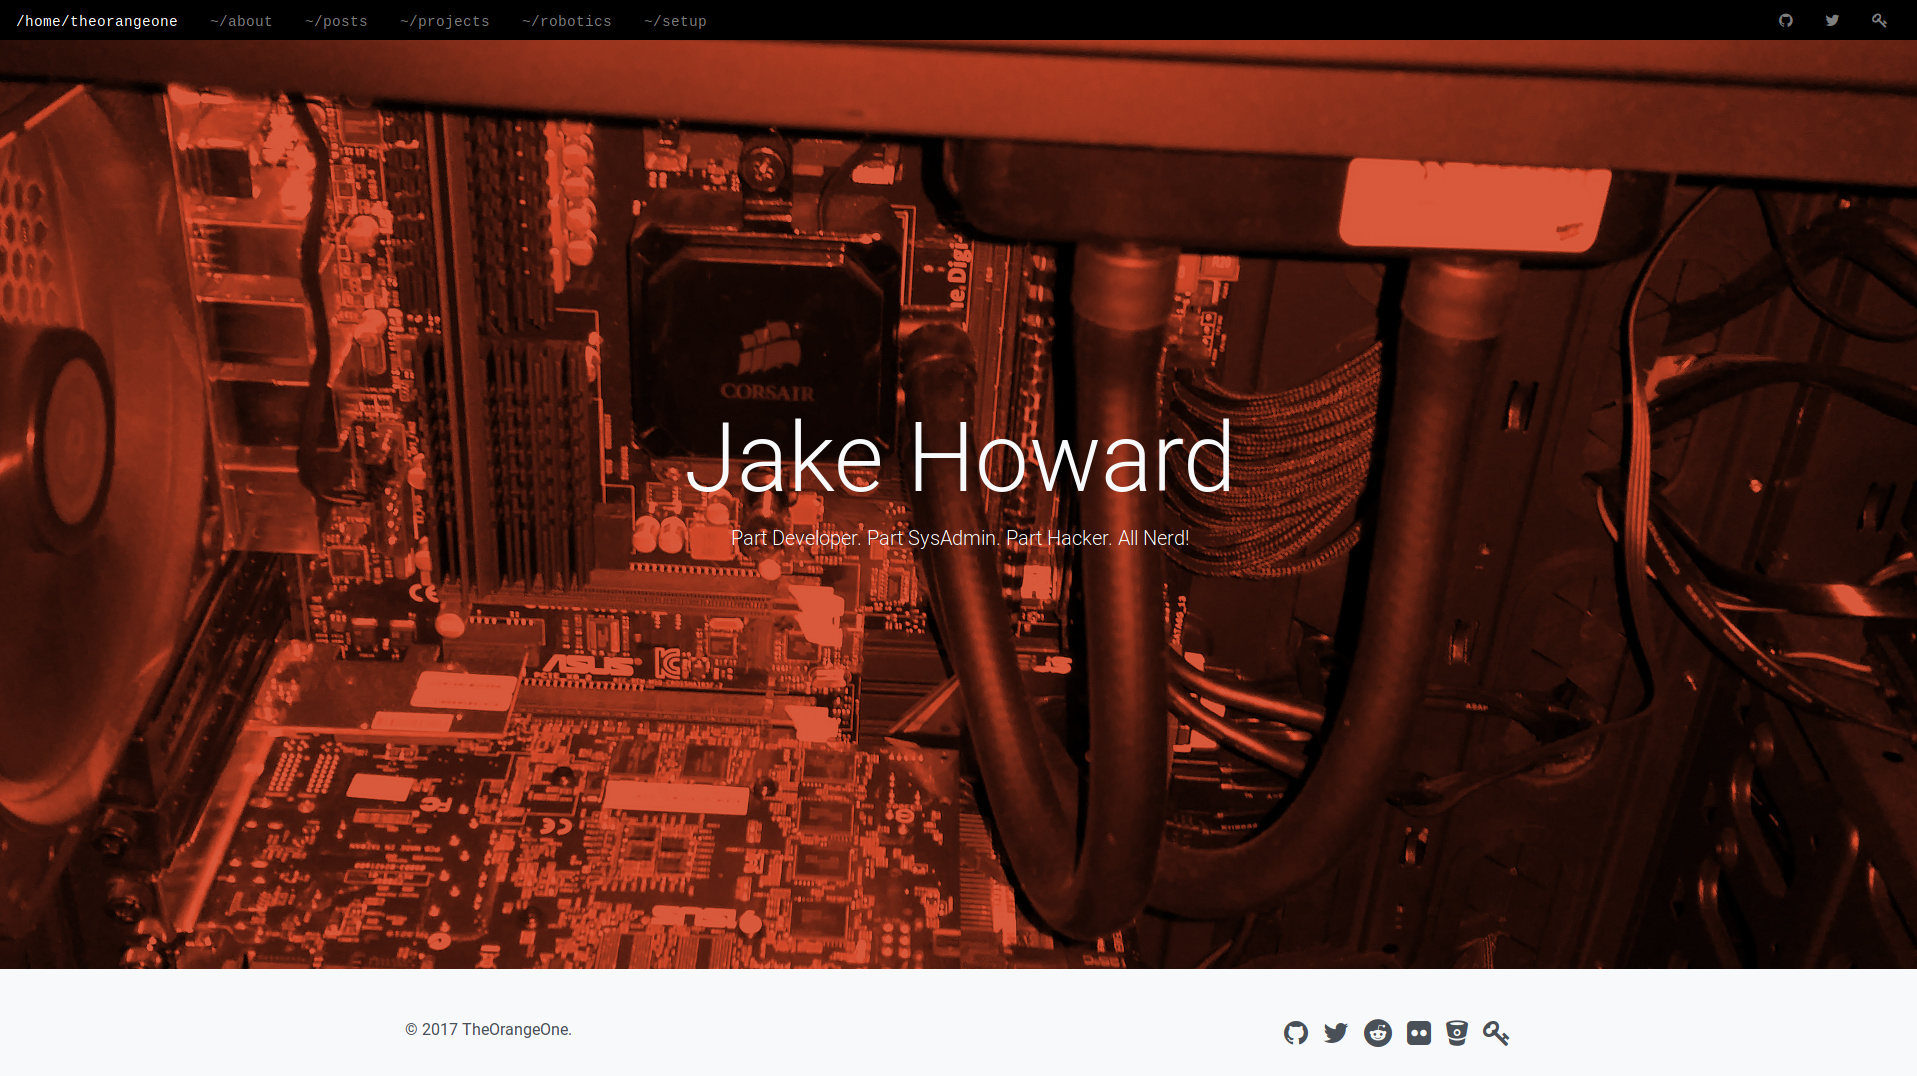 /home/theorangeone ~/about ~/posts ~/projects ~/robotics ~/setup
CORSAIR
Jake Howard
Part Developer. Part SysAdmin. Part Hacker. All Nerd!
ASUS
ASUS
© 2017 TheOrangeOne.